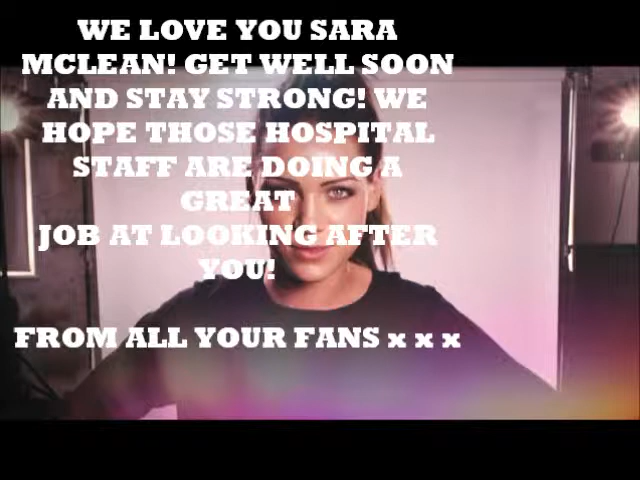 WE LOVE YOU SARA
MCLEAN! GET WELL SOON
AND STAY STRONG! WE
HOPE THOSE HOSPITAL
STAFF ARE DOING A
GREAT
JOB AT LOOKING AFTER
YOU!
FROM ALL YOUR FANS x x x